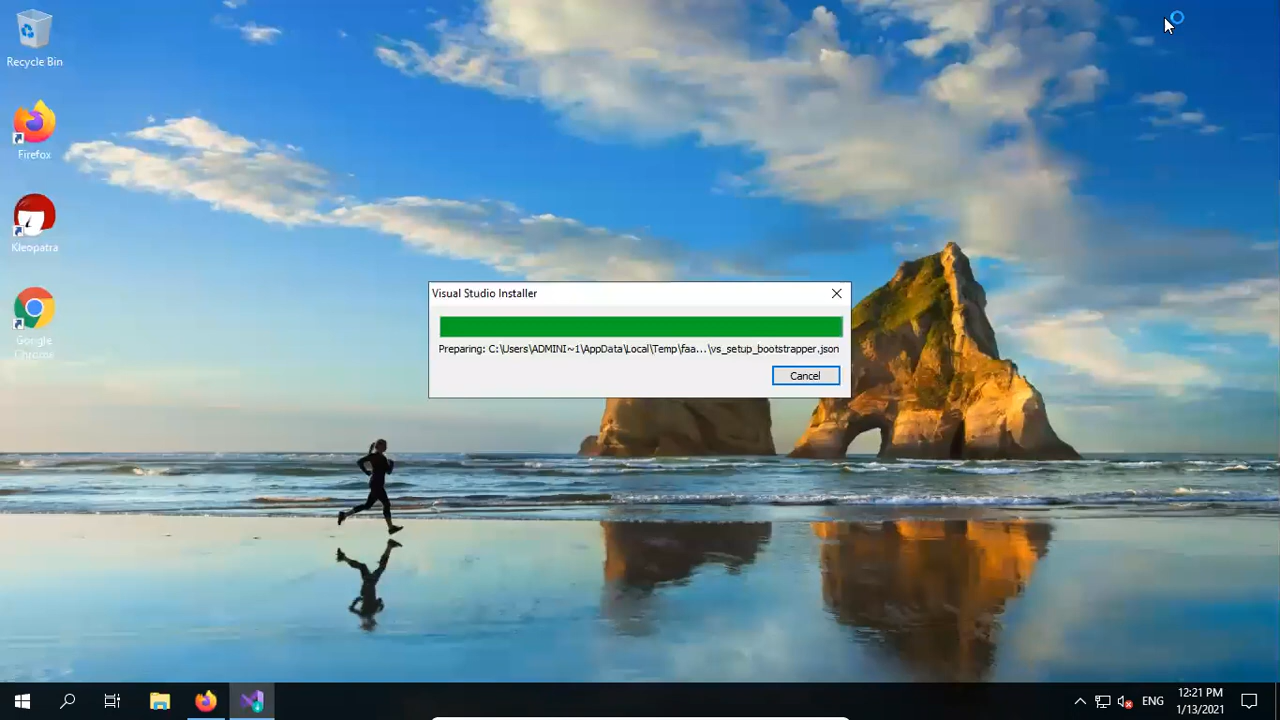 Recycle Bin
Firefox
Kleopatra
Google
Chrome
Visual Studio Installer
Preparing: C:\Users\ADMINI~1\AppData\Local\Temp\faa...\vs_setup_bootstrapper.json
Cancel
ENG
12:21 PM
1/13/2021